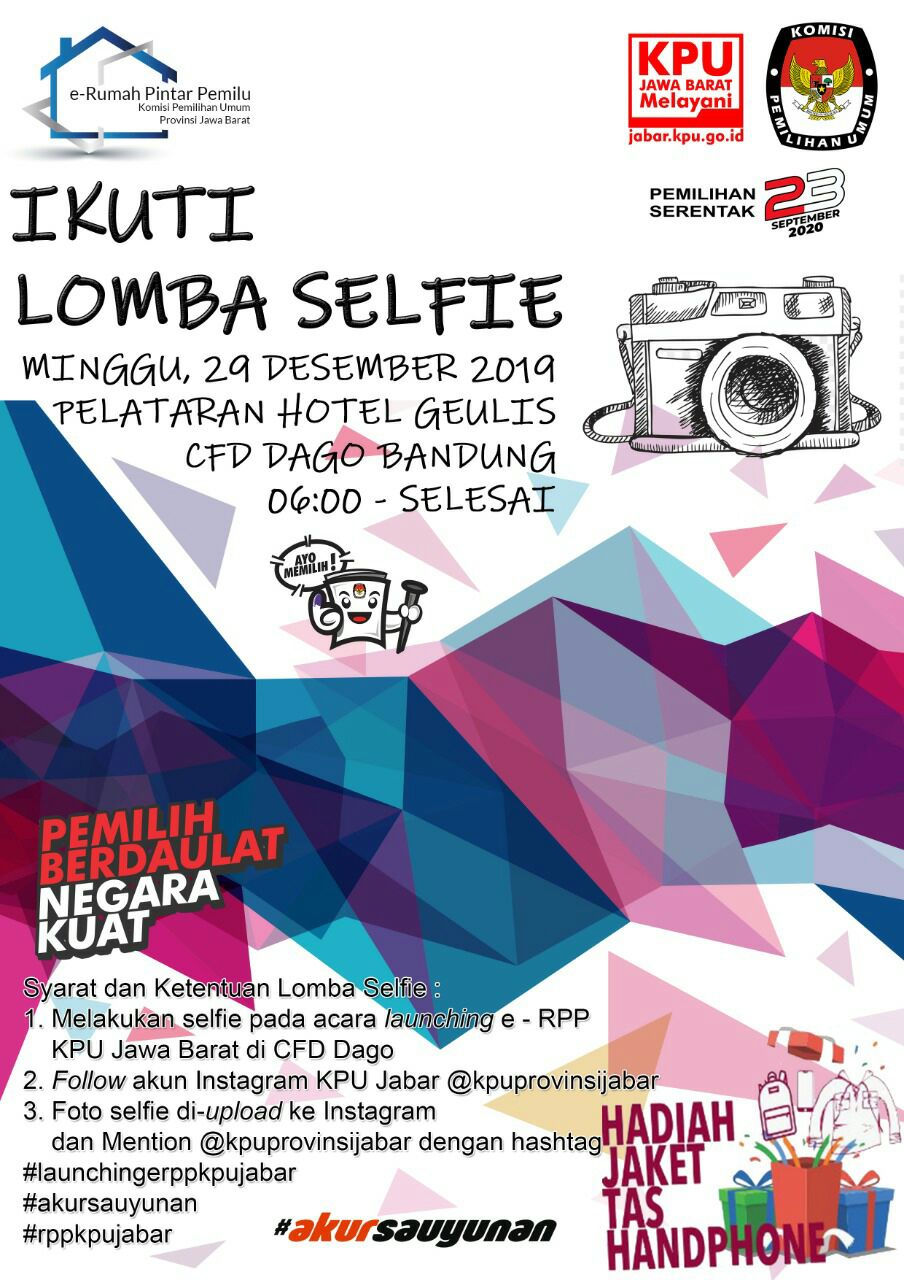 e-Rumah Pintar Pemilu
Komisi Pemilihan Umum
Provinsi Jawa Barat
KPU
JAWA BARAT
Melayani
jabar.kpu.go.id
KOMISI
PEMILIHAN UMUM
PEMILIHAN
SERENTAK
23
SEPTEMBER
2020
IKUTI
LOMBA SELFIE
MINGGU, 29 DESEMBER 2019
PELATARAN HOTEL GEULIS
CFD DAGO BANDUNG
06:00 - SELESAI
AYO
MEMILIH!
PEMILIH
BERDAULAT
NEGARA
KUAT
Syarat dan Ketentuan Lomba Selfie :
1. Melakukan selfie pada acara launching e - RPP
KPU Jawa Barat di CFD Dago
2. Follow akun Instagram KPU Jabar @kpuprovinsijabar
3. Foto selfie di-upload ke Instagram
dan Mention @kpuprovinsijabar dengan hashtag
#launchingerppkpujabar
#akursauyunan
#rppkpujabar
#akursauyunan
HADIAH
JAKET
TAS
HANDPHONE